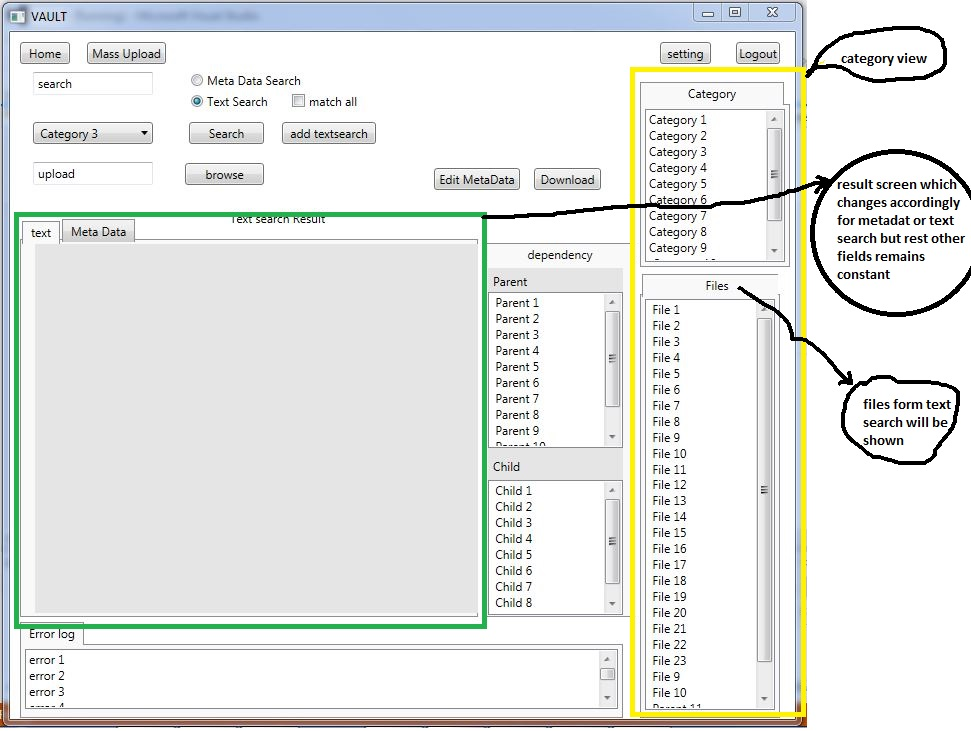 VAULT
Home
Mass Upload
setting
Logout
category view
search
Meta Data Search
Text Search
match all
Category 3
Search
add textsearch
upload
browse
Edit MetaData
Download
Category
Category 1
Category 2
Category 3
Category 4
Category 5
Category 6
Category 7
Category 8
Category 9
result screen which
changes accordingly
for metadat or text
search but rest other
fields remains
constant
Text search Result
text
Meta Data
dependency
Parent
Parent 1
Parent 2
Parent 3
Parent 4
Parent 5
Parent 6
Parent 7
Parent 8
Parent 9
Parent 10
Child
Child 1
Child 2
Child 3
Child 4
Child 5
Child 6
Child 7
Child 8
Files
File 1
File 2
File 3
File 4
File 5
File 6
File 7
File 8
File 9
File 10
File 11
File 12
File 13
File 14
File 15
File 16
File 17
File 18
File 19
File 20
File 21
File 22
File 23
File 9
File 10
Parent 11
files form text
search will be
shown
Error log
error 1
error 2
error 3
error 4